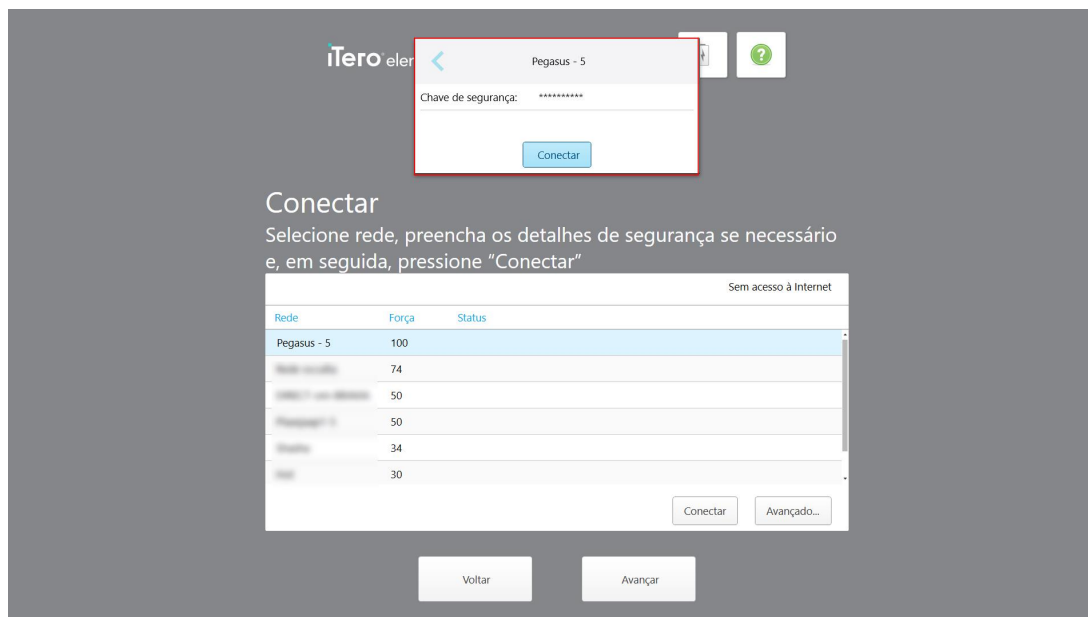 iTero eler
Pegasus - 5
Chave de segurança: **********
Conectar
Conectar
Selecione rede, preencha os detalhes de segurança se necessário
e, em seguida, pressione “Conectar”
Sem acesso à Internet
Rede Força Status
Pegasus - 5 100
74
50
50
34
30
Conectar Avançado...
Voltar Avançar